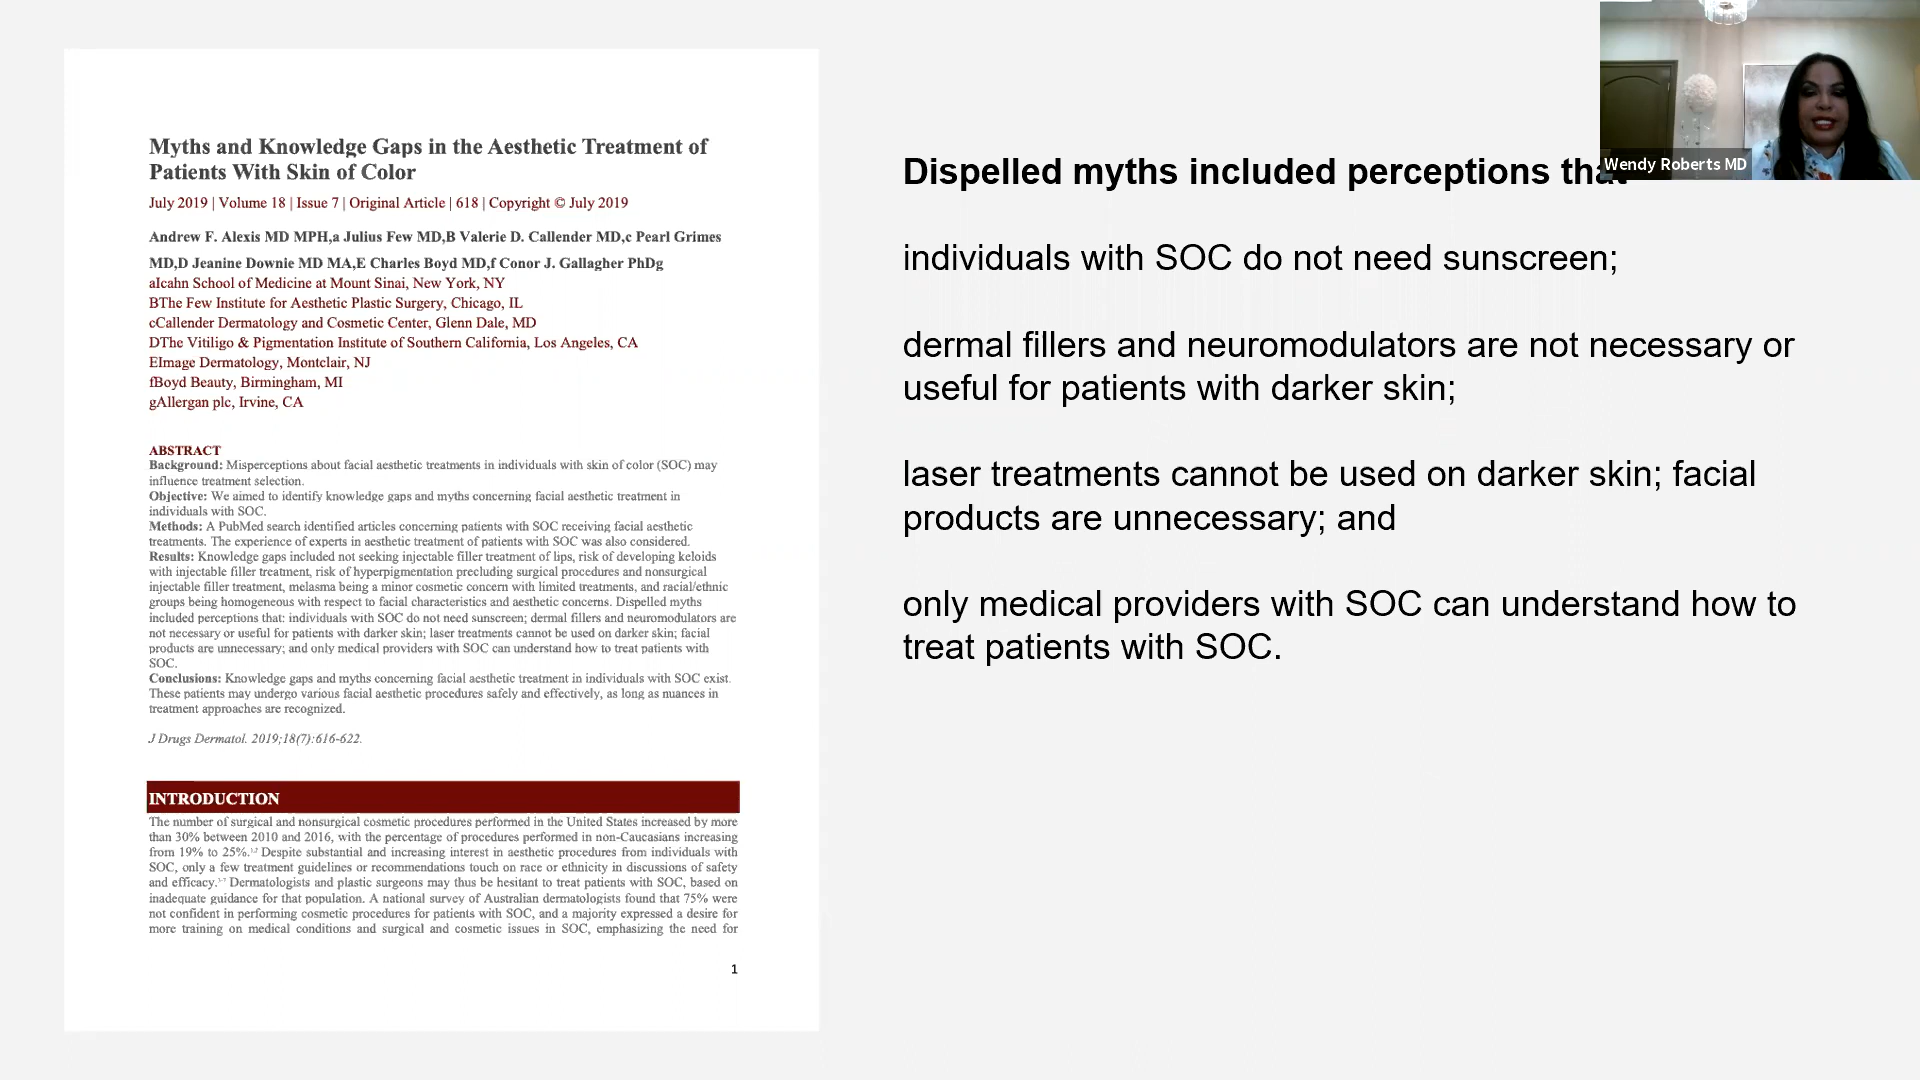 Myths and Knowledge Gaps in the Aesthetic Treatment of
Patients With Skin of Color
July 2019 | Volume 18 | Issue 7 | Original Article | 618 | Copyright © July 2019
Andrew F. Alexis MD MPH,a Julius Few MD,B Valerie D. Callender MD,c Pearl Grimes
MD,D Jeanine Downie MD MA,E Charles Boyd MD,f Conor J. Gallagher PhDg
aIcahn School of Medicine at Mount Sinai, New York, NY
BThe Few Institute for Aesthetic Plastic Surgery, Chicago, IL
cCallender Dermatology and Cosmetic Center, Glenn Dale, MD
DThe Vitiligo & Pigmentation Institute of Southern California, Los Angeles, CA
EImage Dermatology, Montclair, NJ
fBoyd Beauty, Birmingham, MI
gAllergan plc, Irvine, CA
ABSTRACT
Background: Misperceptions about facial aesthetic treatments in individuals with skin of color (SOC) may
influence treatment selection.
Objective: We aimed to identify knowledge gaps and myths concerning facial aesthetic treatment in
individuals with SOC.
Methods: A PubMed search identified articles concerning patients with SOC receiving facial aesthetic
treatments. The experience of experts in aesthetic treatment of patients with SOC was also considered.
Results: Knowledge gaps included not seeking injectable filler treatment of lips, risk of developing keloids
with injectable filler treatment, risk of hyperpigmentation precluding surgical procedures and nonsurgical
injectable filler treatment, melasma being a minor cosmetic concern with limited treatments, and racial/ethnic
groups being homogeneous with respect to facial characteristics and aesthetic concerns. Dispelled myths
included perceptions that: individuals with SOC do not need sunscreen; dermal fillers and neuromodulators are
not necessary or useful for patients with darker skin; laser treatments cannot be used on darker skin; facial
products are unnecessary; and only medical providers with SOC can understand how to treat patients with
SOC.
Conclusions: Knowledge gaps and myths concerning facial aesthetic treatment in individuals with SOC exist.
These patients may undergo various facial aesthetic procedures safely and effectively, as long as nuances in
treatment approaches are recognized.
J Drugs Dermatol. 2019;18(7):616-622.
INTRODUCTION
The number of surgical and nonsurgical cosmetic procedures performed in the United States increased by more
than 30% between 2010 and 2016, with the percentage of procedures performed in non-Caucasians increasing
from 19% to 25%. Despite substantial and increasing interest in aesthetic procedures from individuals with
SOC, only a few treatment guidelines or recommendations touch on race or ethnicity in discussions of safety
and efficacy. Dermatologists and plastic surgeons may thus be hesitant to treat patients with SOC, based on
inadequate guidance for that population. A national survey of Australian dermatologists found that 75% were
not confident in performing cosmetic procedures for patients with SOC, and a majority expressed a desire for
more training on medical conditions and surgical and cosmetic issues in SOC, emphasizing the need for
1
Dispelled myths included perceptions that
individuals with SOC do not need sunscreen;
dermal fillers and neuromodulators are not necessary or
useful for patients with darker skin;
laser treatments cannot be used on darker skin; facial
products are unnecessary; and
only medical providers with SOC can understand how to
treat patients with SOC.
Wendy Roberts MD